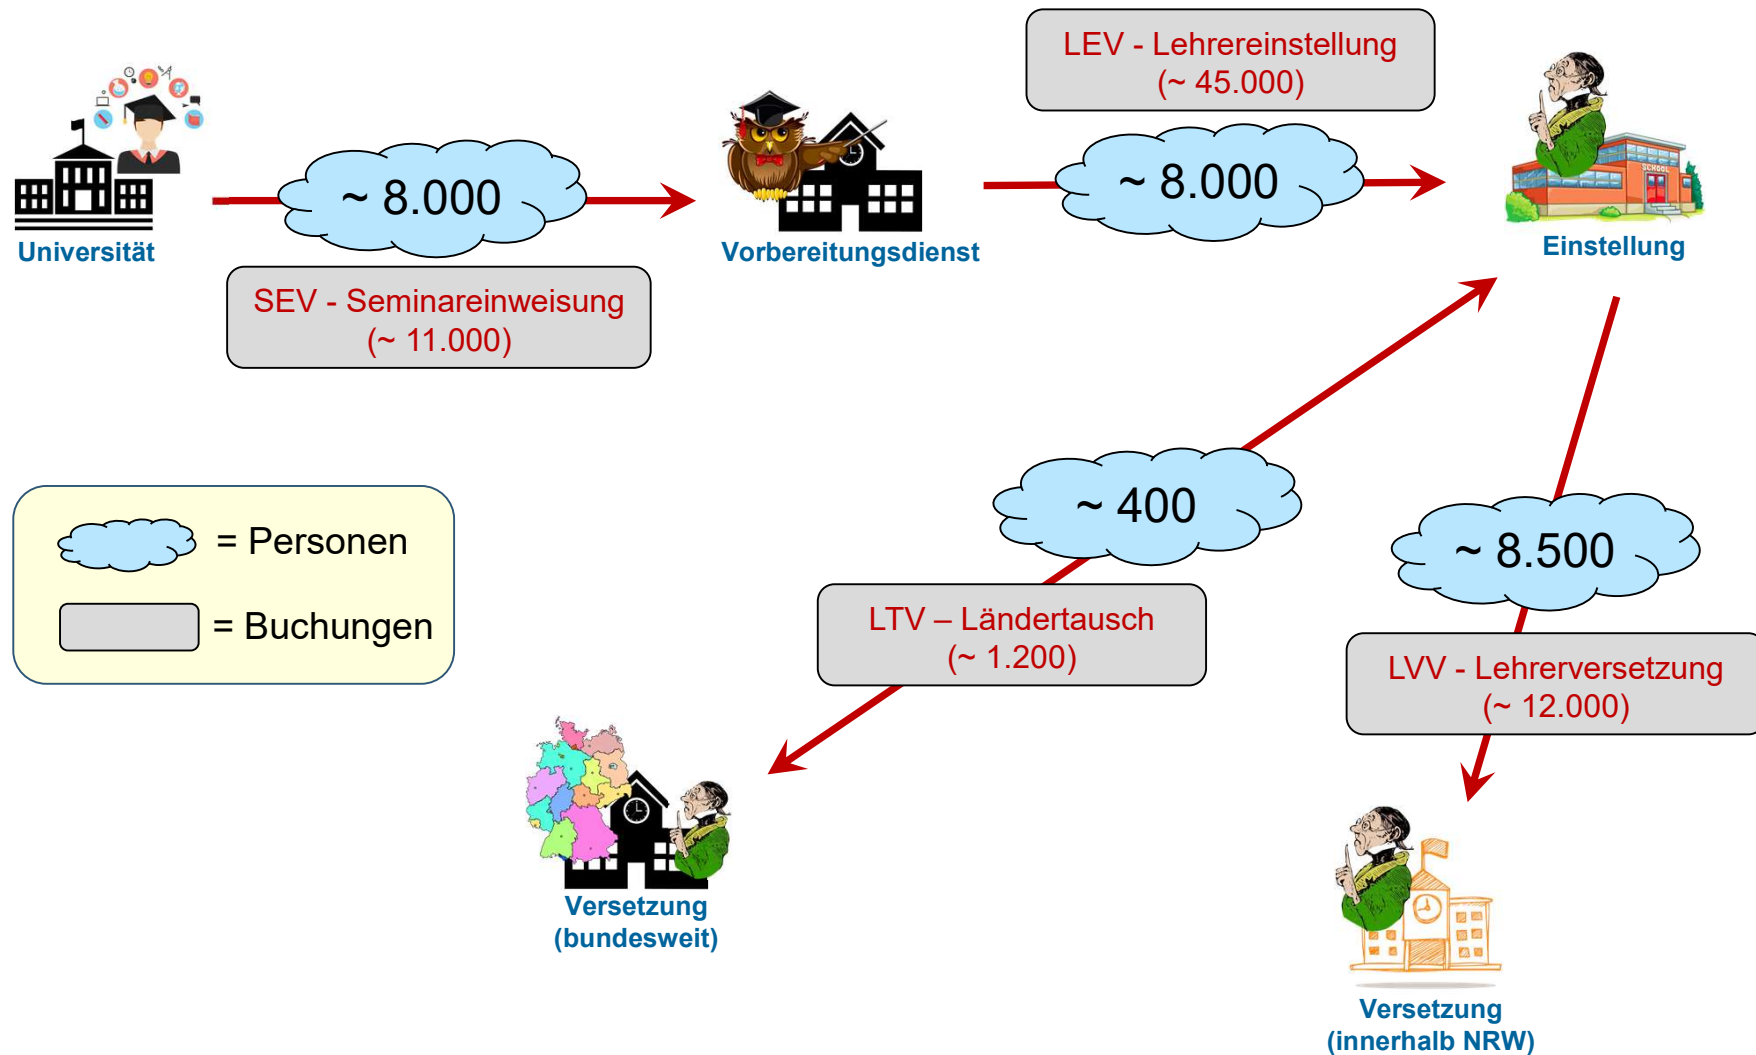 LEV - Lehrereinstellung
(~ 45.000)
~ 8.000
~ 8.000
SCHOOL
Universität
Vorbereitungsdienst
Einstellung
SEV - Seminareinweisung
(~ 11.000)
~ 400
~ 8.500
= Personen
= Buchungen
LTV – Ländertausch
(~ 1.200)
LVV - Lehrerversetzung
(~ 12.000)
Versetzung
(bundesweit)
Versetzung
(innerhalb NRW)